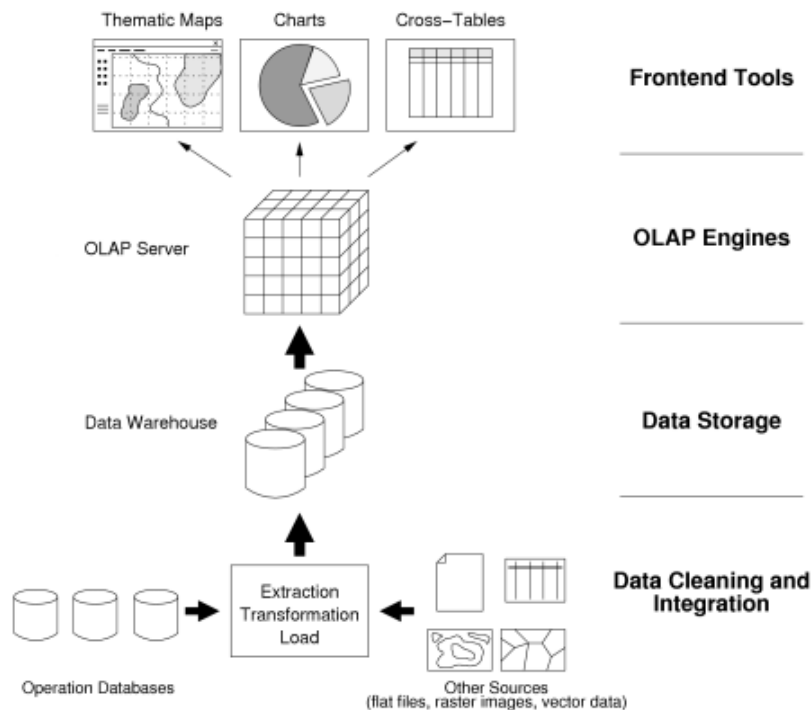 Thematic Maps
Charts
Cross-Tables
Frontend Tools
OLAP Server
OLAP Engines
Data Warehouse
Data Storage
Extraction
Transformation
Load
Data Cleaning and
Integration
Operation Databases
Other Sources
(flat files, raster images, vector data)